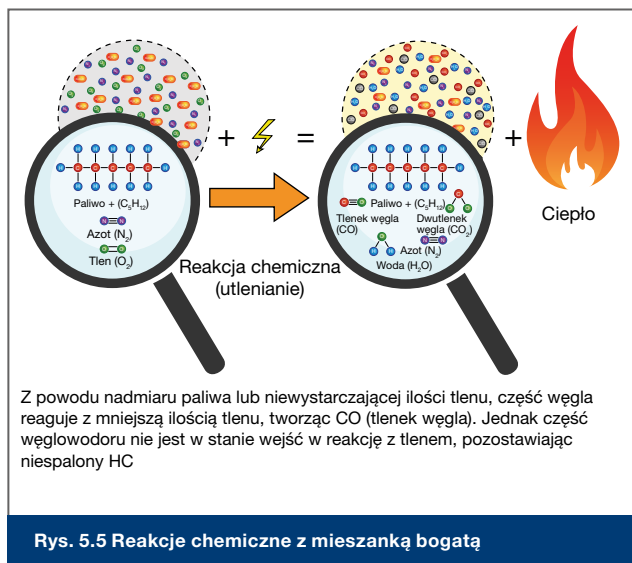 + =
+
H H H H H
H C C C C C H
H H H H H
Paliwo + (C₅H₁₂)
N N
Azot (N₂)
O O
Tlen (O₂)
Reakcja chemiczna
(utlenianie)
H H H H H
H C C C C C H
H H H H H
Paliwo + (C₅H₁₂)
Tlenek węgla
(CO)
Dwutlenek
węgla (CO₂)
N N
Azot (N₂)
Woda (H₂O)
Ciepło
Z powodu nadmiaru paliwa lub niewystarczającej ilości tlenu, część węgla
reaguje z mniejszą ilością tlenu, tworząc CO (tlenek węgla). Jednak część
węglowodoru nie jest w stanie wejść w reakcję z tlenem, pozostawiając
niespalony HC
Rys. 5.5 Reakcje chemiczne z mieszanką bogatą